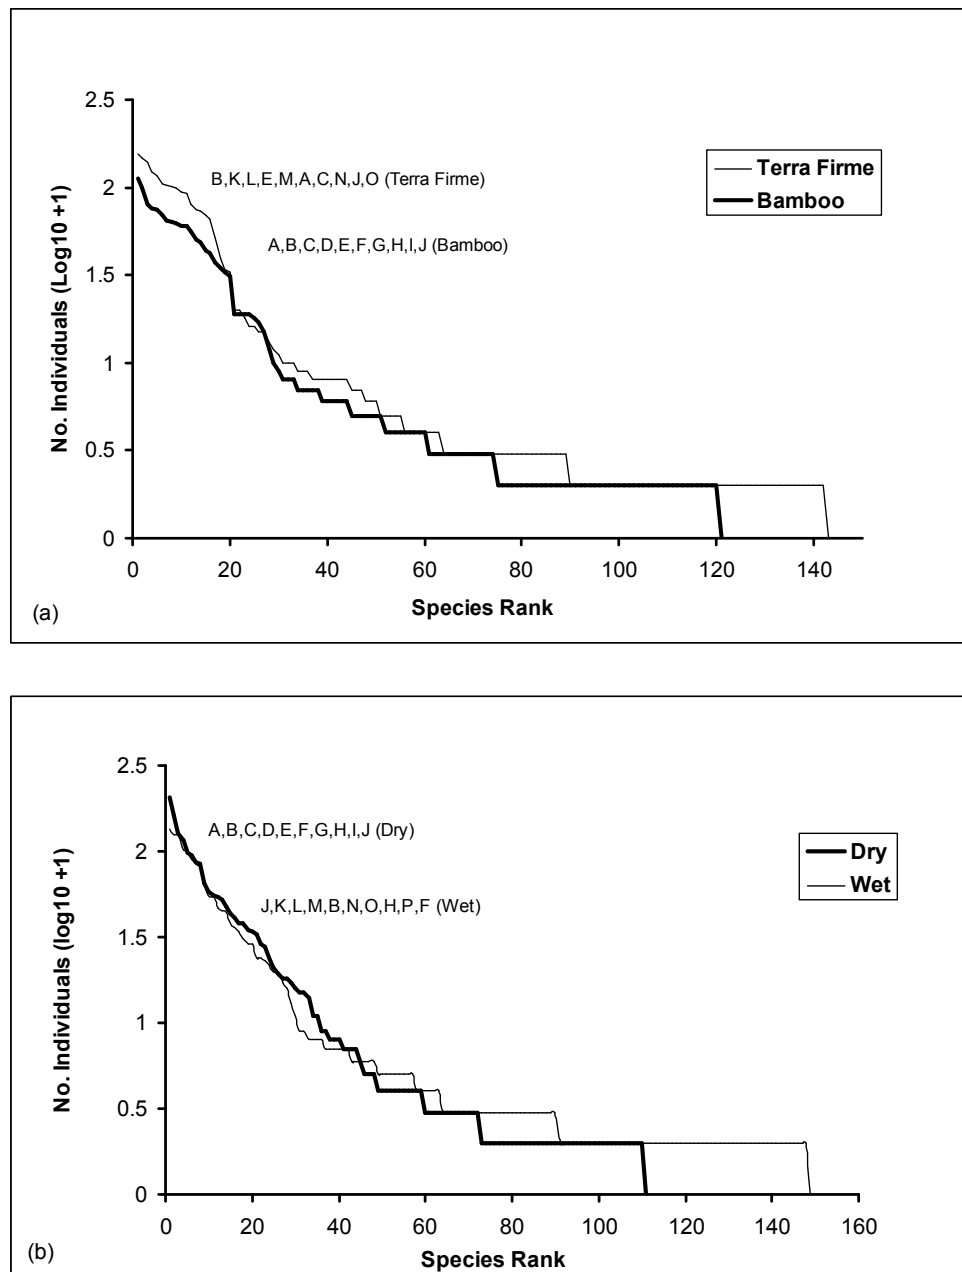 2.5
2
1.5
1
0.5
0
No. Individuals (Log10 +1)
B,K,L,E,M,A,C,N,J,O (Terra Firme)
A,B,C,D,E,F,G,H,I,J (Bamboo)
Terra Firme
Bamboo
0 20 40 60 80 100 120 140
Species Rank
(a)
2.5
2
1.5
1
0.5
0
No. Individuals (log10 +1)
A,B,C,D,E,F,G,H,I,J (Dry)
J,K,L,M,B,N,O,H,P,F (Wet)
Dry
Wet
0 20 40 60 80 100 120 140 160
Species Rank
(b)